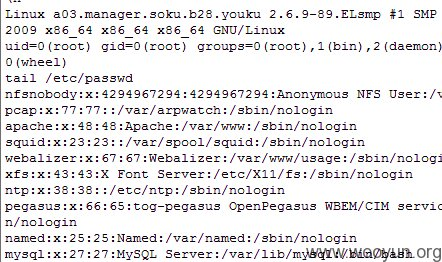 Linux a03.manager.soku.b28.youku 2.6.9-89.ELsmp #1 SMP
2009 x86_64 x86_64 x86_64 GNU/Linux
uid=0(root) gid=0(root) groups=0(root),1(bin),2(daemon)
0(wheel)
tail /etc/passwd
nfsnobody:x:4294967294:4294967294:Anonymous NFS User:/v
pcap:x:77:77::/var/arpwatch:/sbin/nologin
apache:x:48:48:Apache:/var/www:/sbin/nologin
squid:x:23:23::/var/spool/squid:/sbin/nologin
webalizer:x:67:67:Webalizer:/var/www/usage:/sbin/nologin
xfs:x:43:43:X Font Server:/etc/X11/fs:/sbin/nologin
ntp:x:38:38::/etc/ntp:/sbin/nologin
pegasus:x:66:65:tog-pegasus OpenPegasus WBEM/CIM servic
n/nologin
named:x:25:25:Named:/var/named:/sbin/nologin
mysql:x:27:27:MySQL Server:/var/lib/mysql:/bin/bash
www.wooyun.org